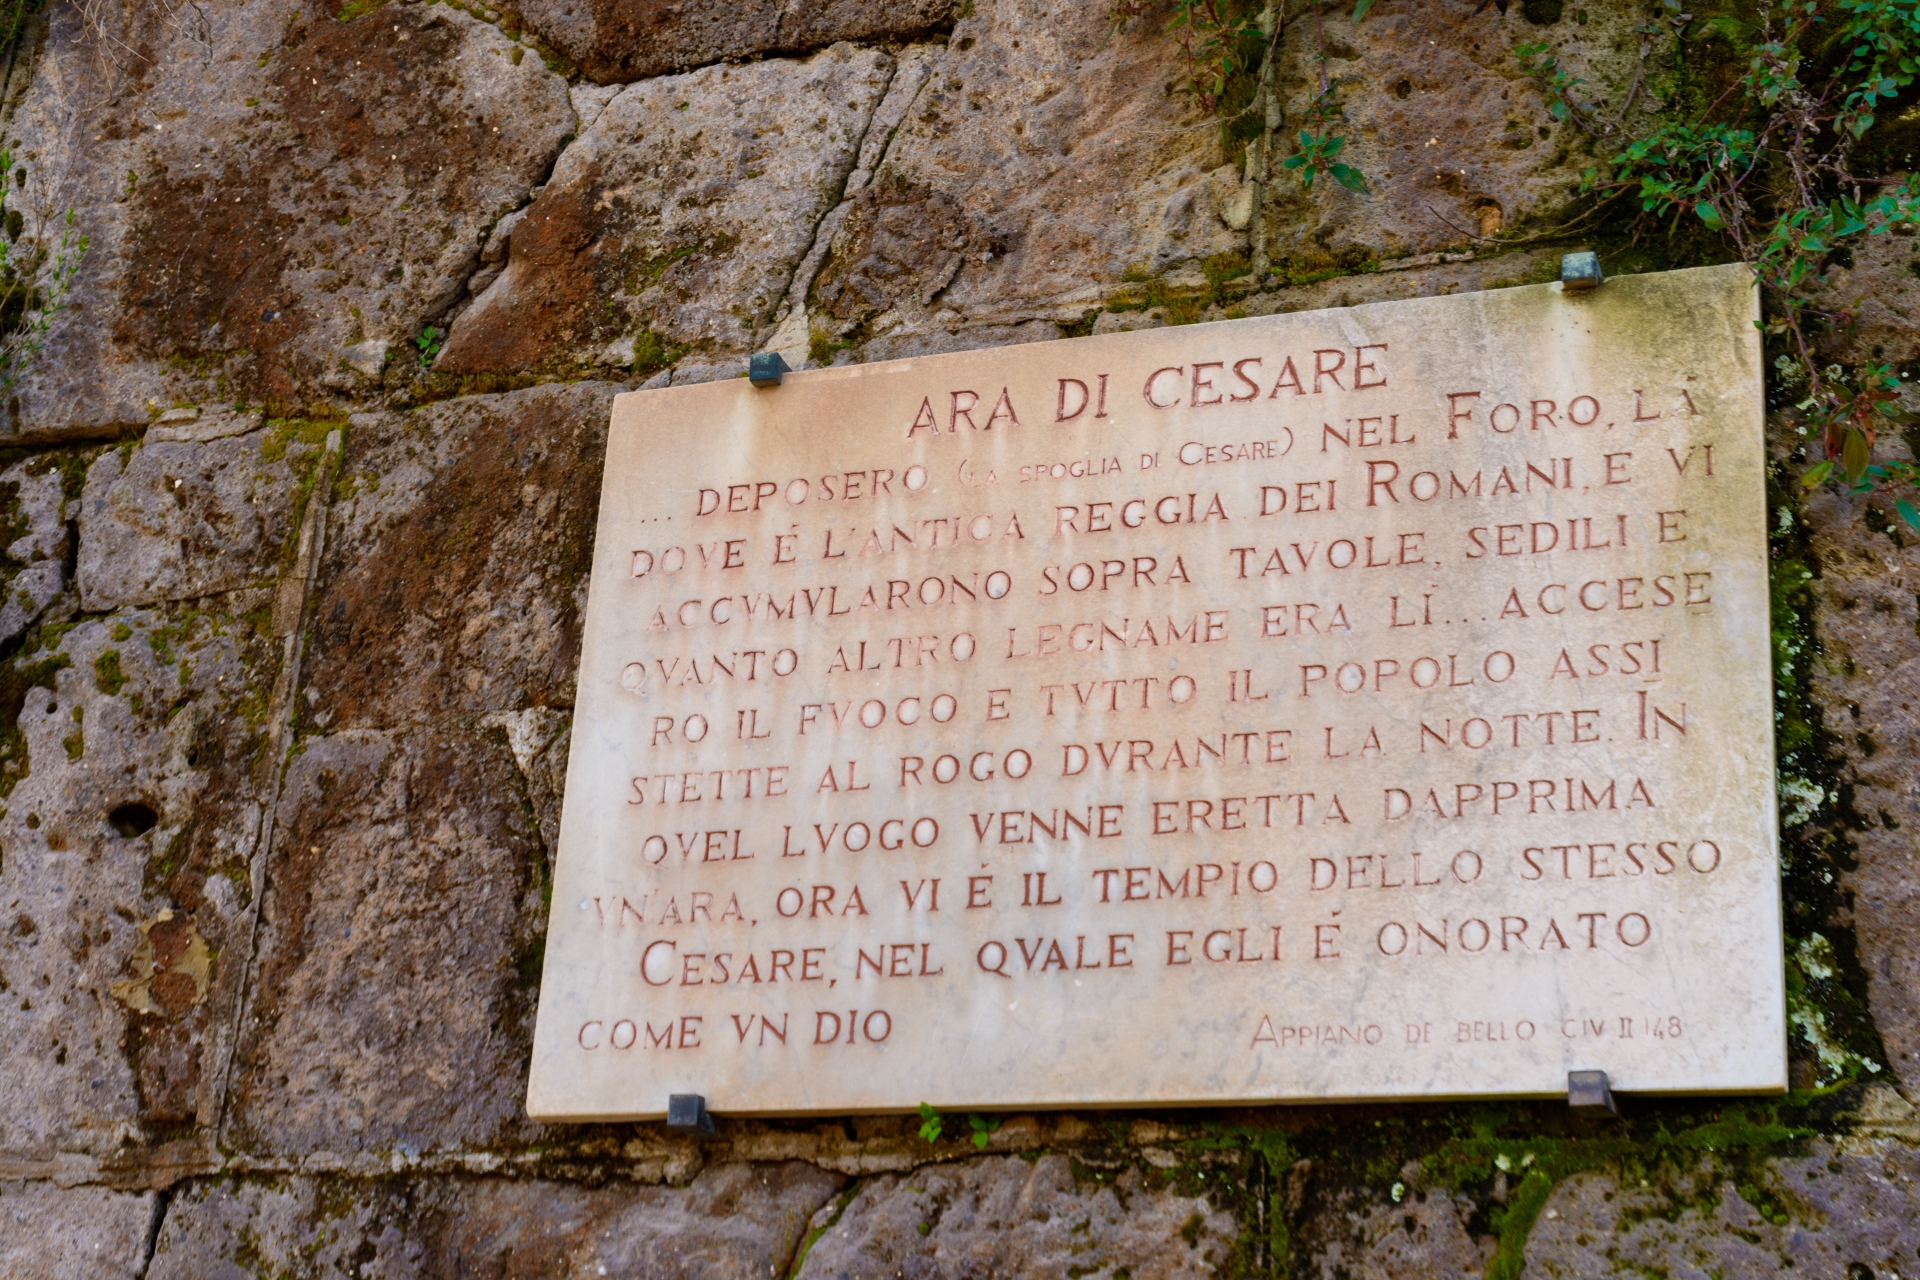 ARA DI CESARE
... DEPOSERO (LA SPOGLIA DI CESARE) NEL FORO, LÁ
DOVE É L'ANTICA REGGIA DEI ROMANI, E VI
ACCVMVLARONO SOPRA TAVOLE, SEDILI E
QVANTO ALTRO LEGNAME ERA LÍ... ACCESE
RO IL FVOCO E TVTTO IL POPOLO ASSI
STETTE AL ROGO DVRANTE LA NOTTE. IN
QVEL LVOGO VENNE ERETTA DAPPRIMA
VN'ARA, ORA VI É IL TEMPIO DELLO STESSO
CESARE, NEL QVALE EGLI É ONORATO
COME VN DIO
APPIANO DE BELLO CIV II 148